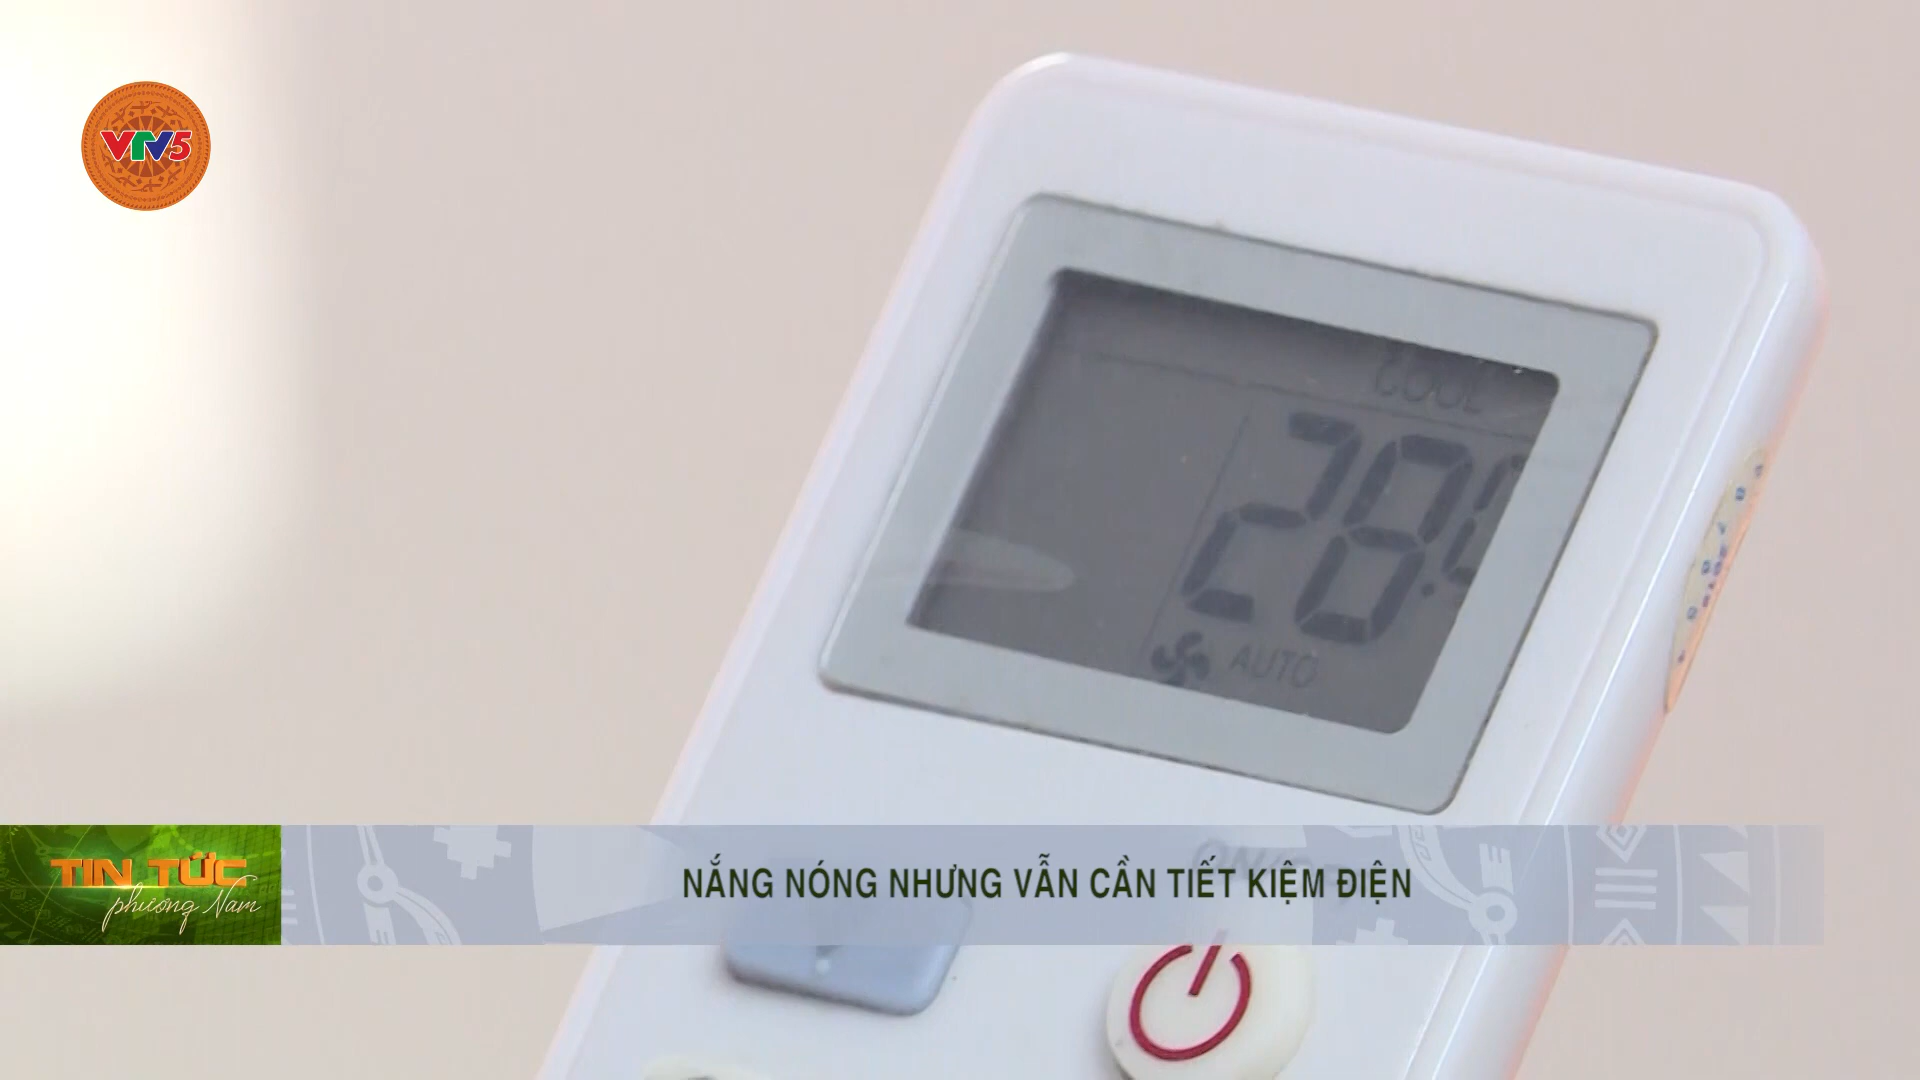 VTV5
COOL
28.
AUTO
TIN TỨC
phương Nam
NẮNG NÓNG NHƯNG VẪN CẦN TIẾT KIỆM ĐIỆN